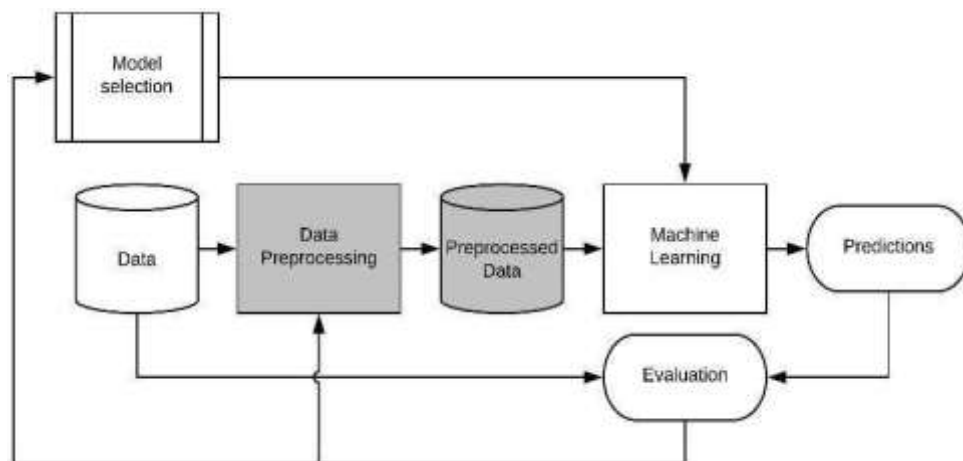 Model
selection
Data
Data
Preprocessing
Preprocessed
Data
Machine
Learning
Predictions
Evaluation